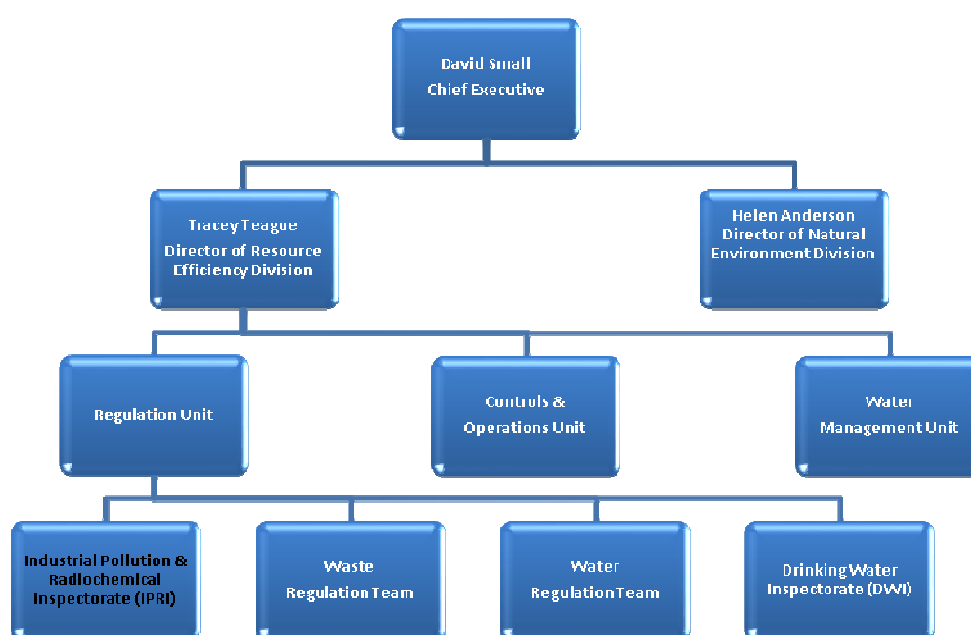 David Small
Chief Executive
Tracey Teague
Director of Resource
Efficiency Division
Helen Anderson
Director of Natural
Environment Division
Regulation Unit
Controls &
Operations Unit
Water
Management Unit
Industrial Pollution &
Radiochemical
Inspectorate (IPRI)
Waste
Regulation Team
Water
Regulation Team
Drinking Water
Inspectorate (DWI)